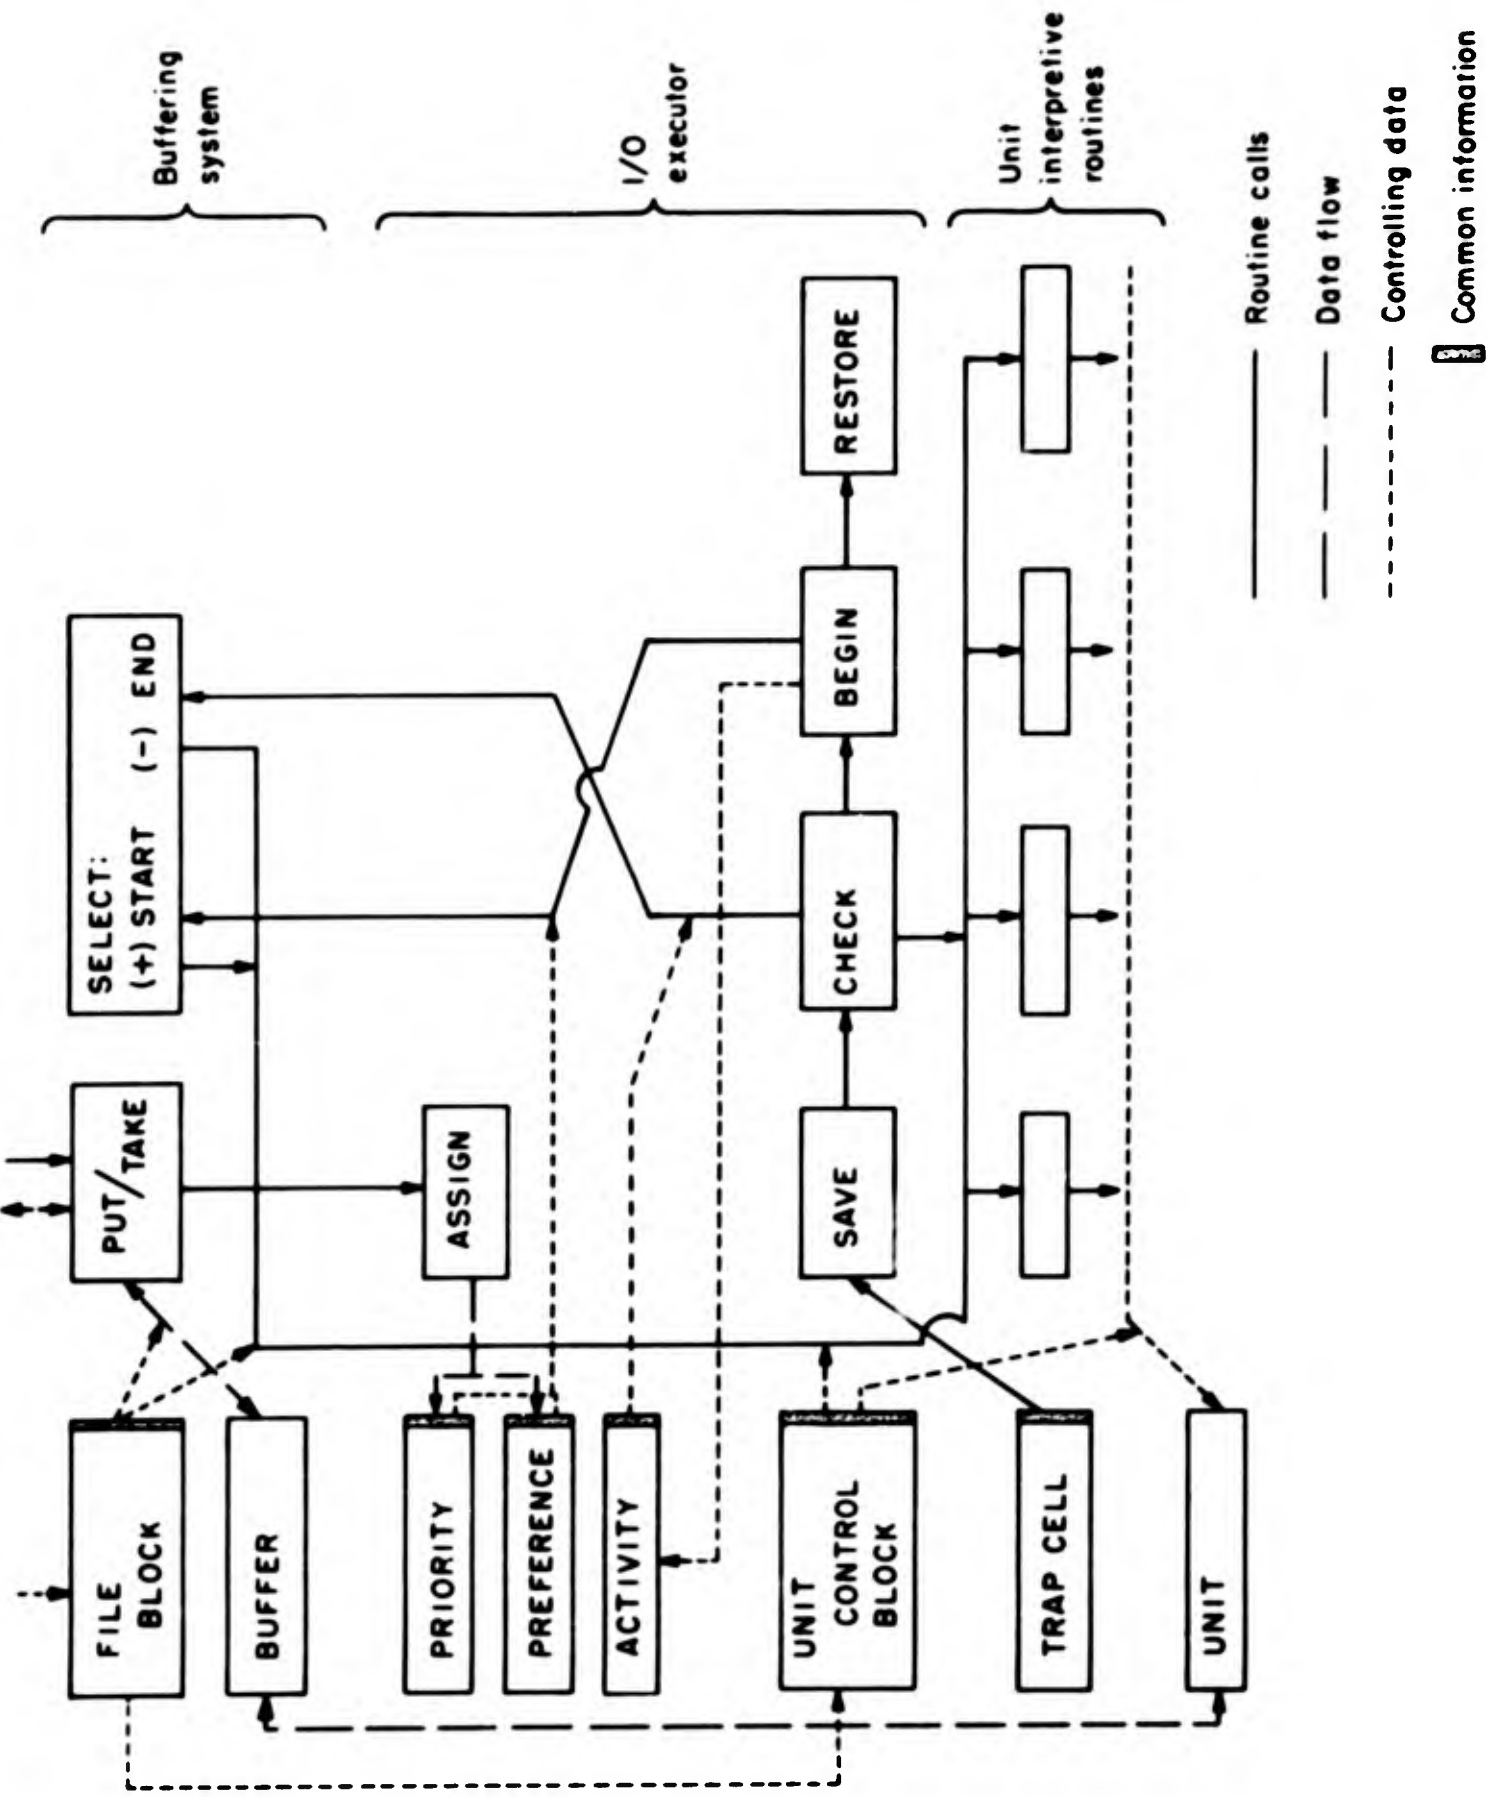 FILE
BLOCK
PUT/TAKE
SELECT:
(+) START (-) END
Buffering
system
BUFFER
PRIORITY
ASSIGN
PREFERENCE
ACTIVITY
I/O
executor
UNIT
CONTROL
BLOCK
SAVE
CHECK
BEGIN
RESTORE
TRAP CELL
Unit
interpretive
routines
UNIT
Routine calls
Data flow
Controlling data
Common information